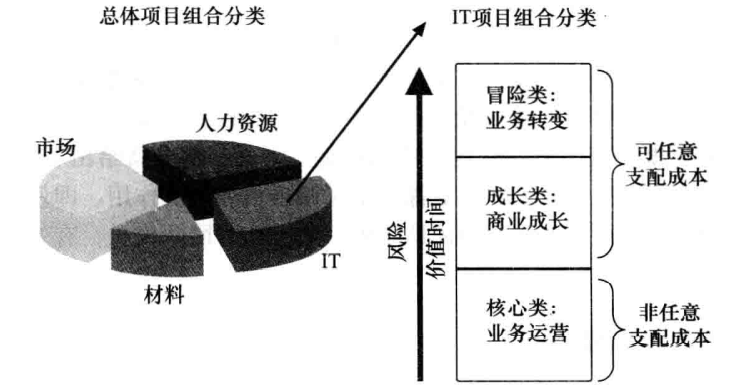 总体项目组合分类
IT项目组合分类
市场
人力资源
材料
IT
风险
价值时间
冒险类：
业务转变
成长类：
商业成长
核心类：
业务运营
可任意
支配成本
非任意
支配成本